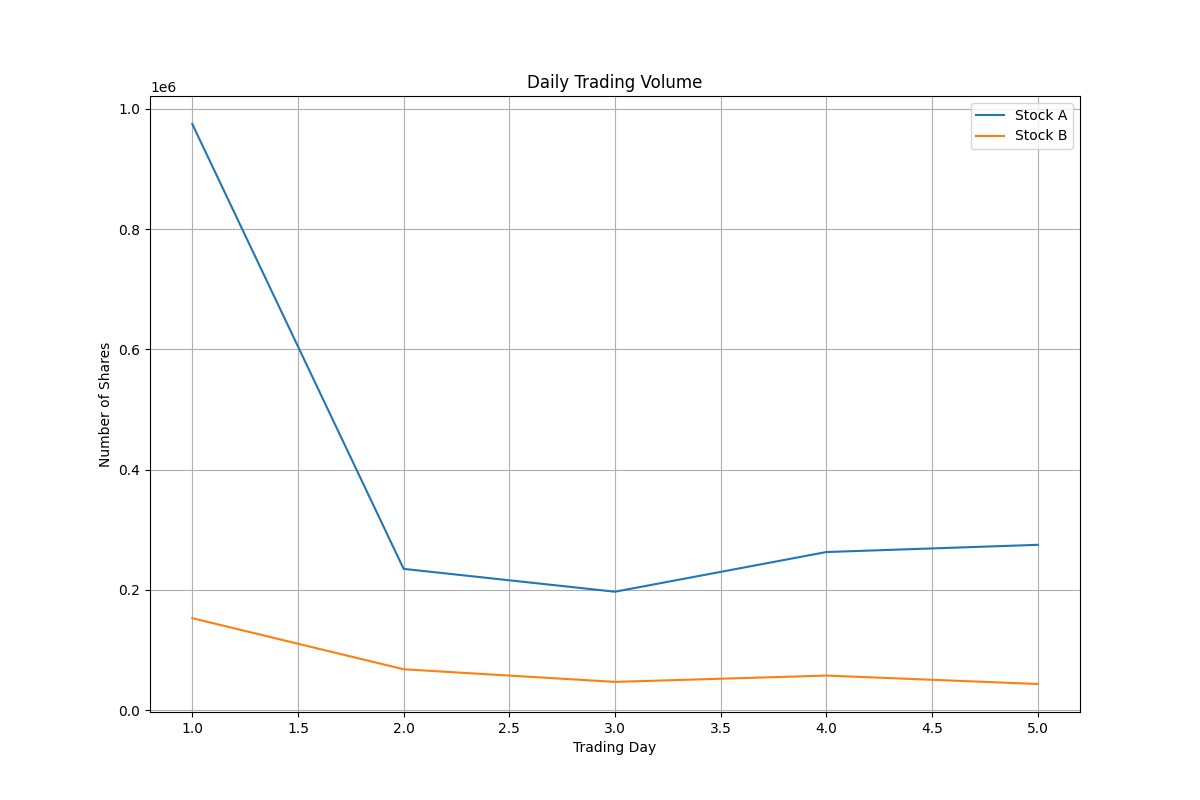 Daily Trading Volume
1e6
Stock A
Stock B
1.0
0.8
0.6
0.4
0.2
0.0
Number of Shares
1.0 1.5 2.0 2.5 3.0 3.5 4.0 4.5 5.0
Trading Day